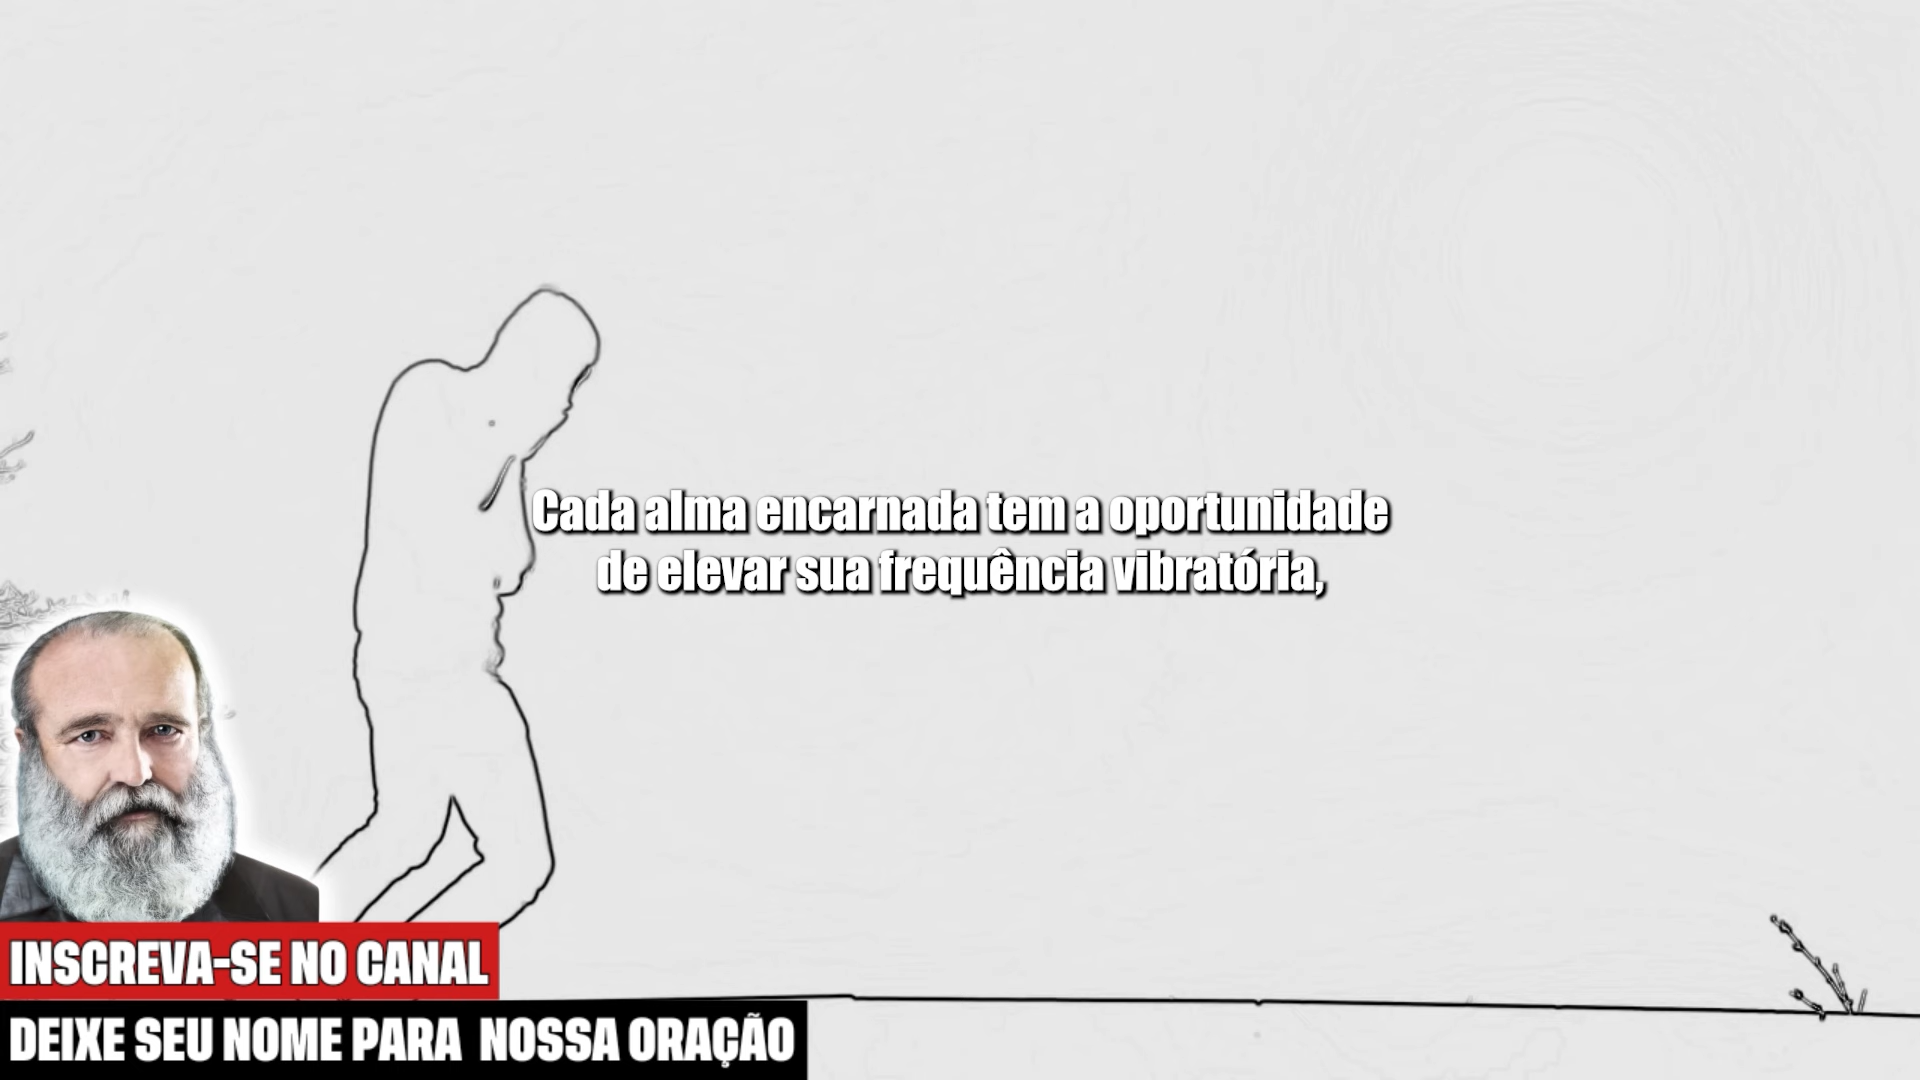 Cada alma encarnada tem a oportunidade
de elevar sua frequência vibratória,
INSCREVA-SE NO CANAL
DEIXE SEU NOME PARA NOSSA ORAÇÃO